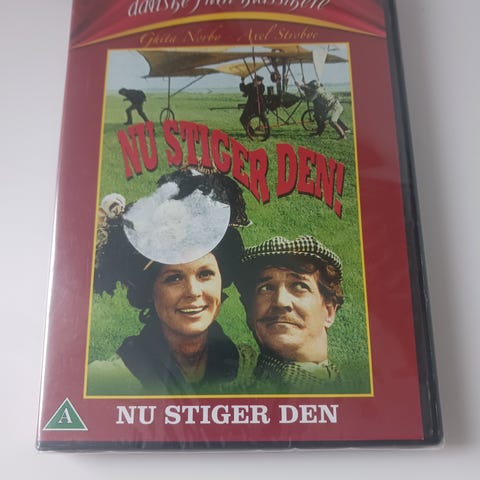 danske film klassikere
Ghita Nørby Axel Strøbye
NU STIGER DEN!
A
NU STIGER DEN